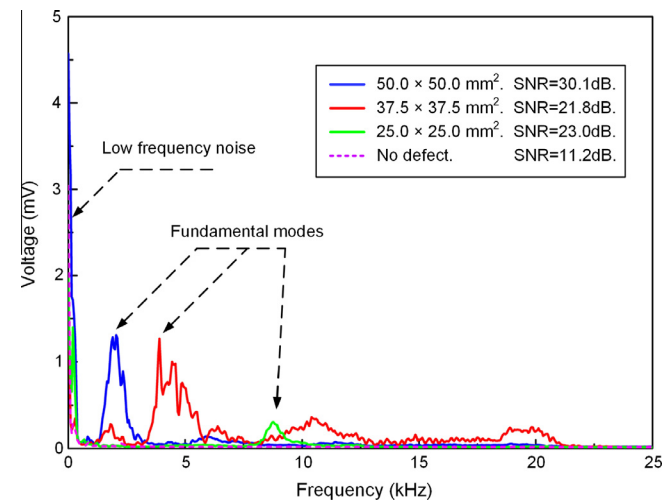 5
4
3
2
1
0
Voltage (mV)
50.0 × 50.0 mm². SNR=30.1dB.
37.5 × 37.5 mm². SNR=21.8dB.
25.0 × 25.0 mm². SNR=23.0dB.
No defect. SNR=11.2dB.
Low frequency noise
Fundamental modes
0 5 10 15 20 25
Frequency (kHz)